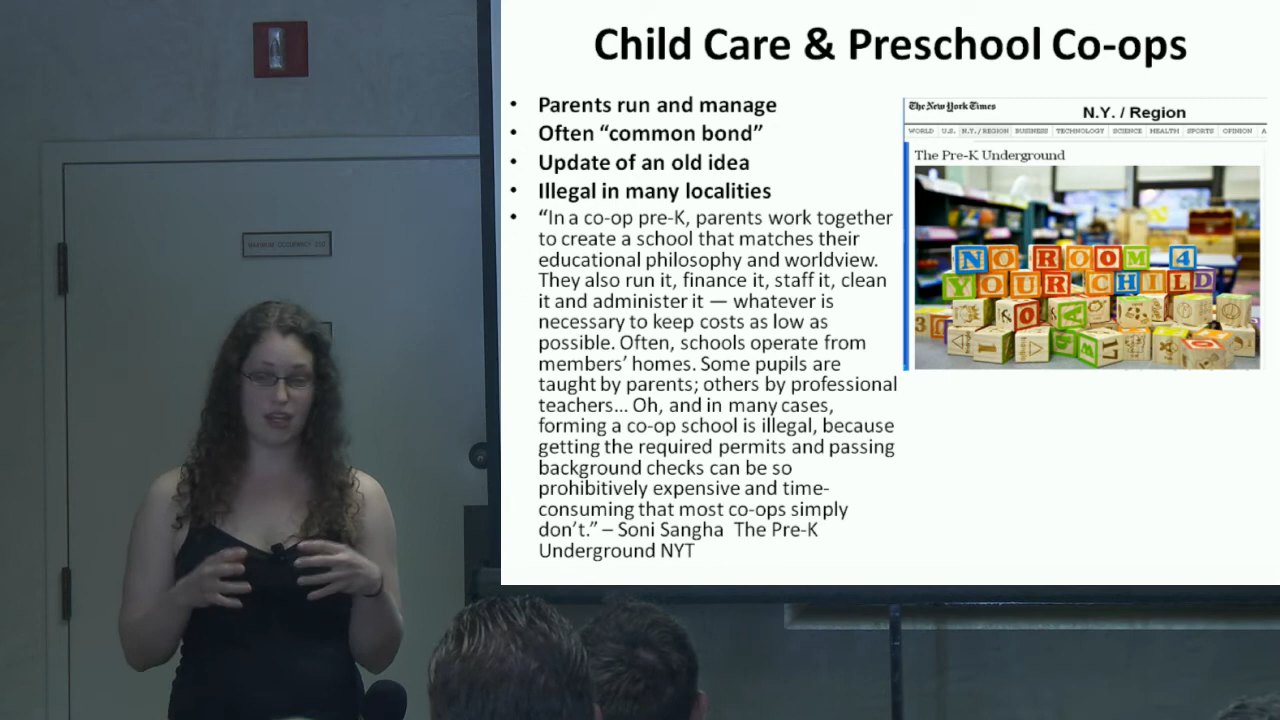 Child Care & Preschool Co-ops
• Parents run and manage
• Often “common bond”
• Update of an old idea
• Illegal in many localities
• “In a co-op pre-K, parents work together
to create a school that matches their
educational philosophy and worldview.
They also run it, finance it, staff it, clean
it and administer it — whatever is
necessary to keep costs as low as
possible. Often, schools operate from
members’ homes. Some pupils are
taught by parents; others by professional
teachers... Oh, and in many cases,
forming a co-op school is illegal, because
getting the required permits and passing
background checks can be so
prohibitively expensive and time-
consuming that most co-ops simply
don’t.” – Soni Sangha The Pre-K
Underground NYT
The New York Times
N.Y. / Region
WORLD U.S. N.Y. / REGION BUSINESS TECHNOLOGY SCIENCE HEALTH SPORTS OPINION A
The Pre-K Underground
NO ROOM 4
YOUR CHILD
MAXIMUM OCCUPANCY